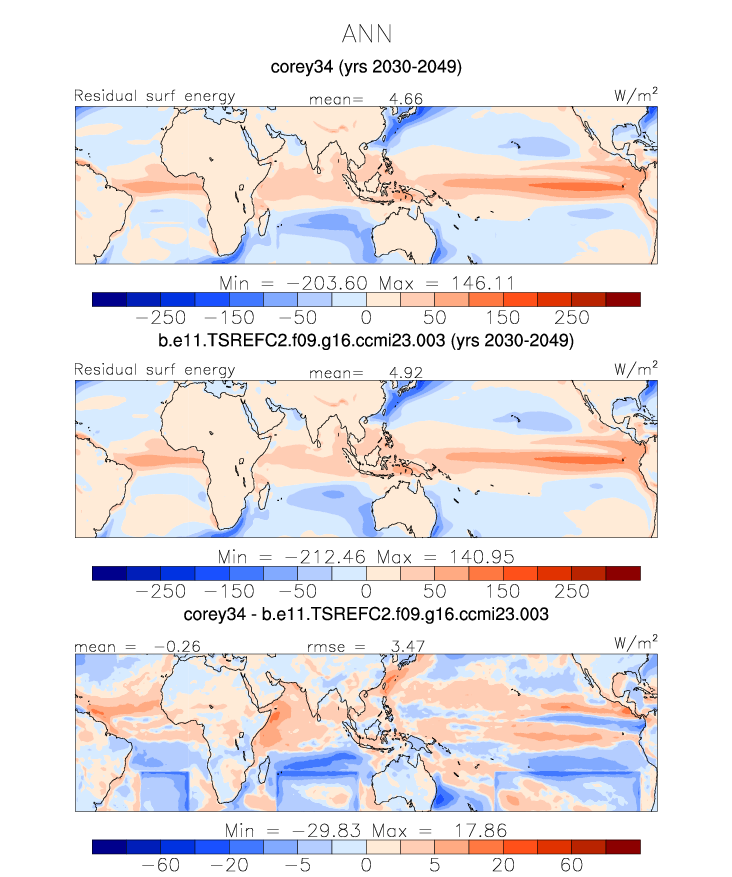 ANN
corey34 (yrs 2030-2049)
Residual surf energy mean= 4.66 W/m²
Min = −203.60 Max = 146.11
−250 −150 −50 0 50 150 250
b.e11.TSREFC2.f09.g16.ccmi23.003 (yrs 2030-2049)
Residual surf energy mean= 4.92 W/m²
Min = −212.46 Max = 140.95
−250 −150 −50 0 50 150 250
corey34 - b.e11.TSREFC2.f09.g16.ccmi23.003
mean = −0.26 rmse = 3.47 W/m²
Min = −29.83 Max = 17.86
−60 −20 −5 0 5 20 60